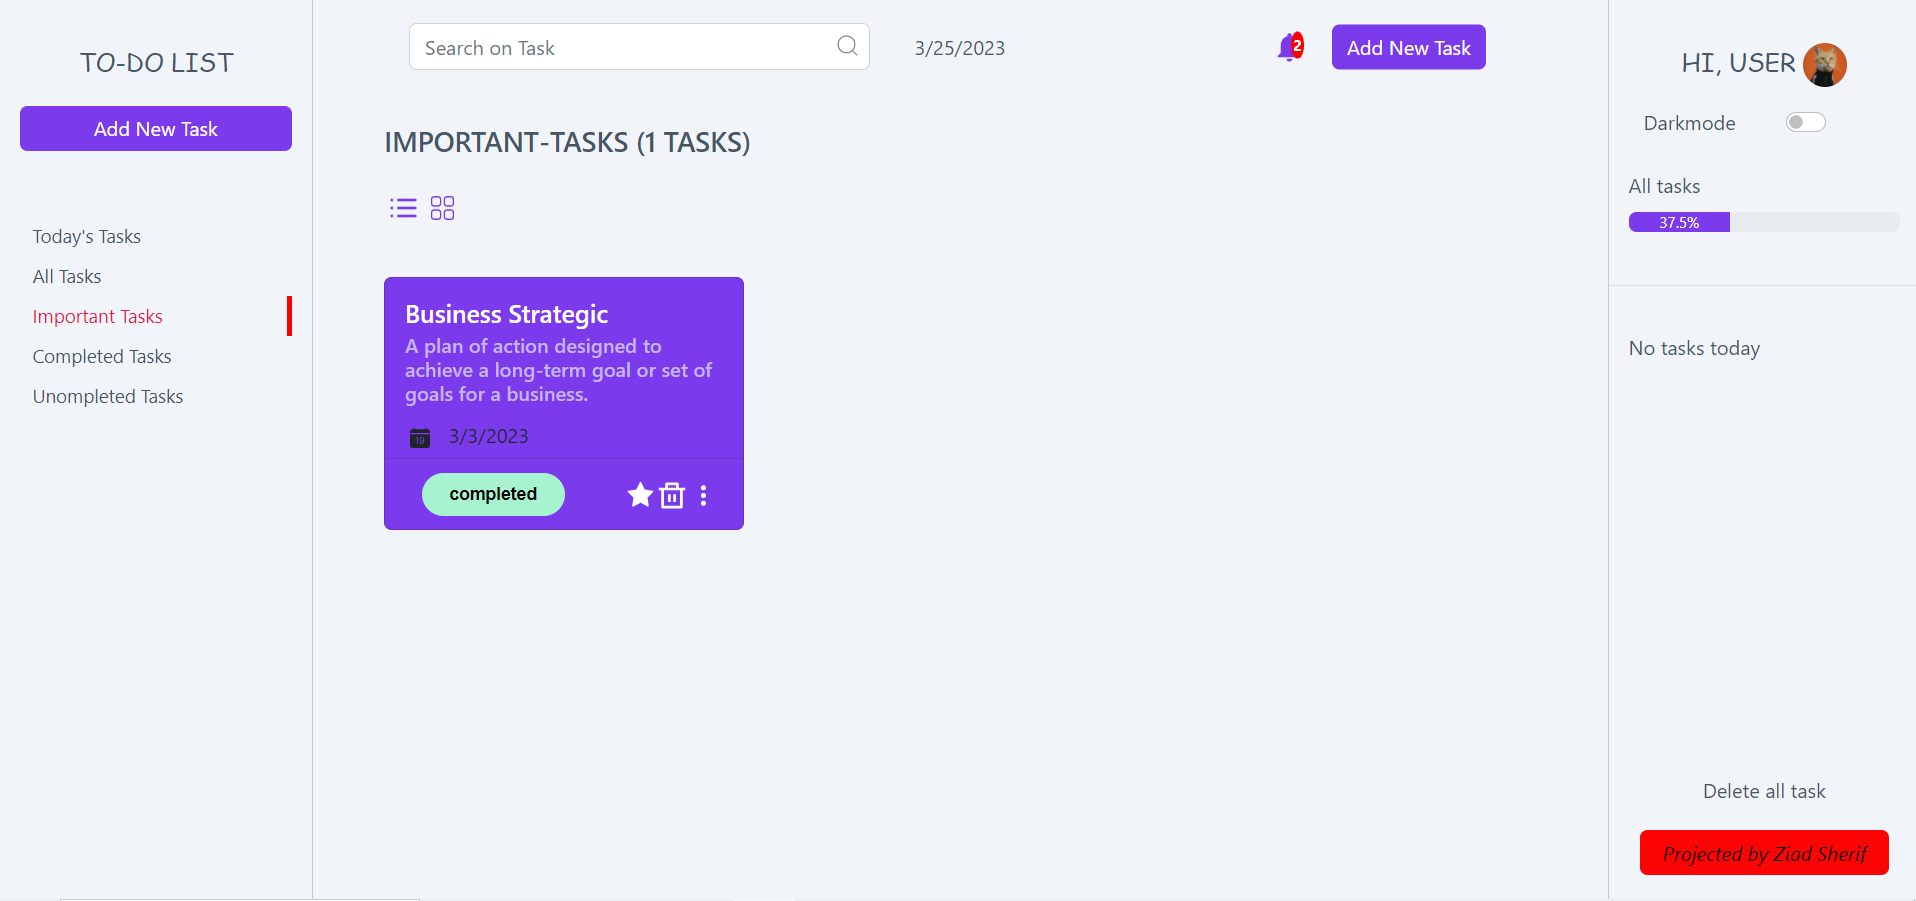 TO-DO LIST
Add New Task
Today's Tasks
All Tasks
Important Tasks
Completed Tasks
Unompleted Tasks
Search on Task
3/25/2023
2
Add New Task
IMPORTANT-TASKS (1 TASKS)
Business Strategic
A plan of action designed to
achieve a long-term goal or set of
goals for a business.
19
3/3/2023
completed
HI, USER
Darkmode
All tasks
37.5%
No tasks today
Delete all task
Projected by Ziad Sherif